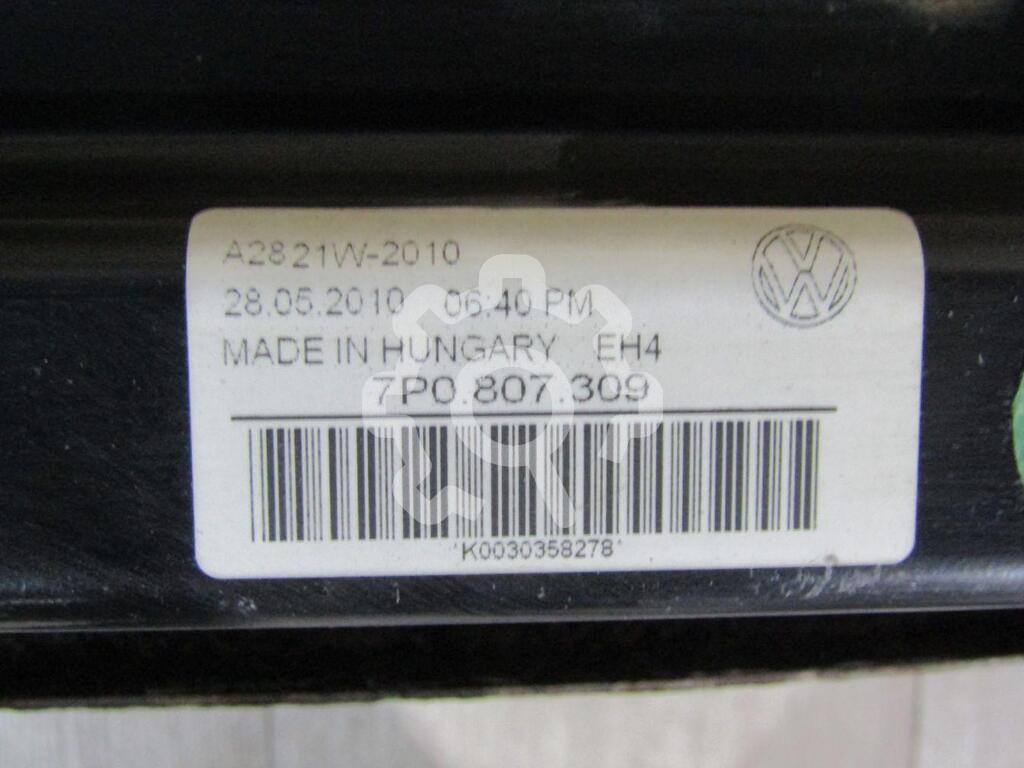 A2821W-2010
28.05.2010 06:40 PM
MADE IN HUNGARY EH4
7P0.807.309
*K0030358278*